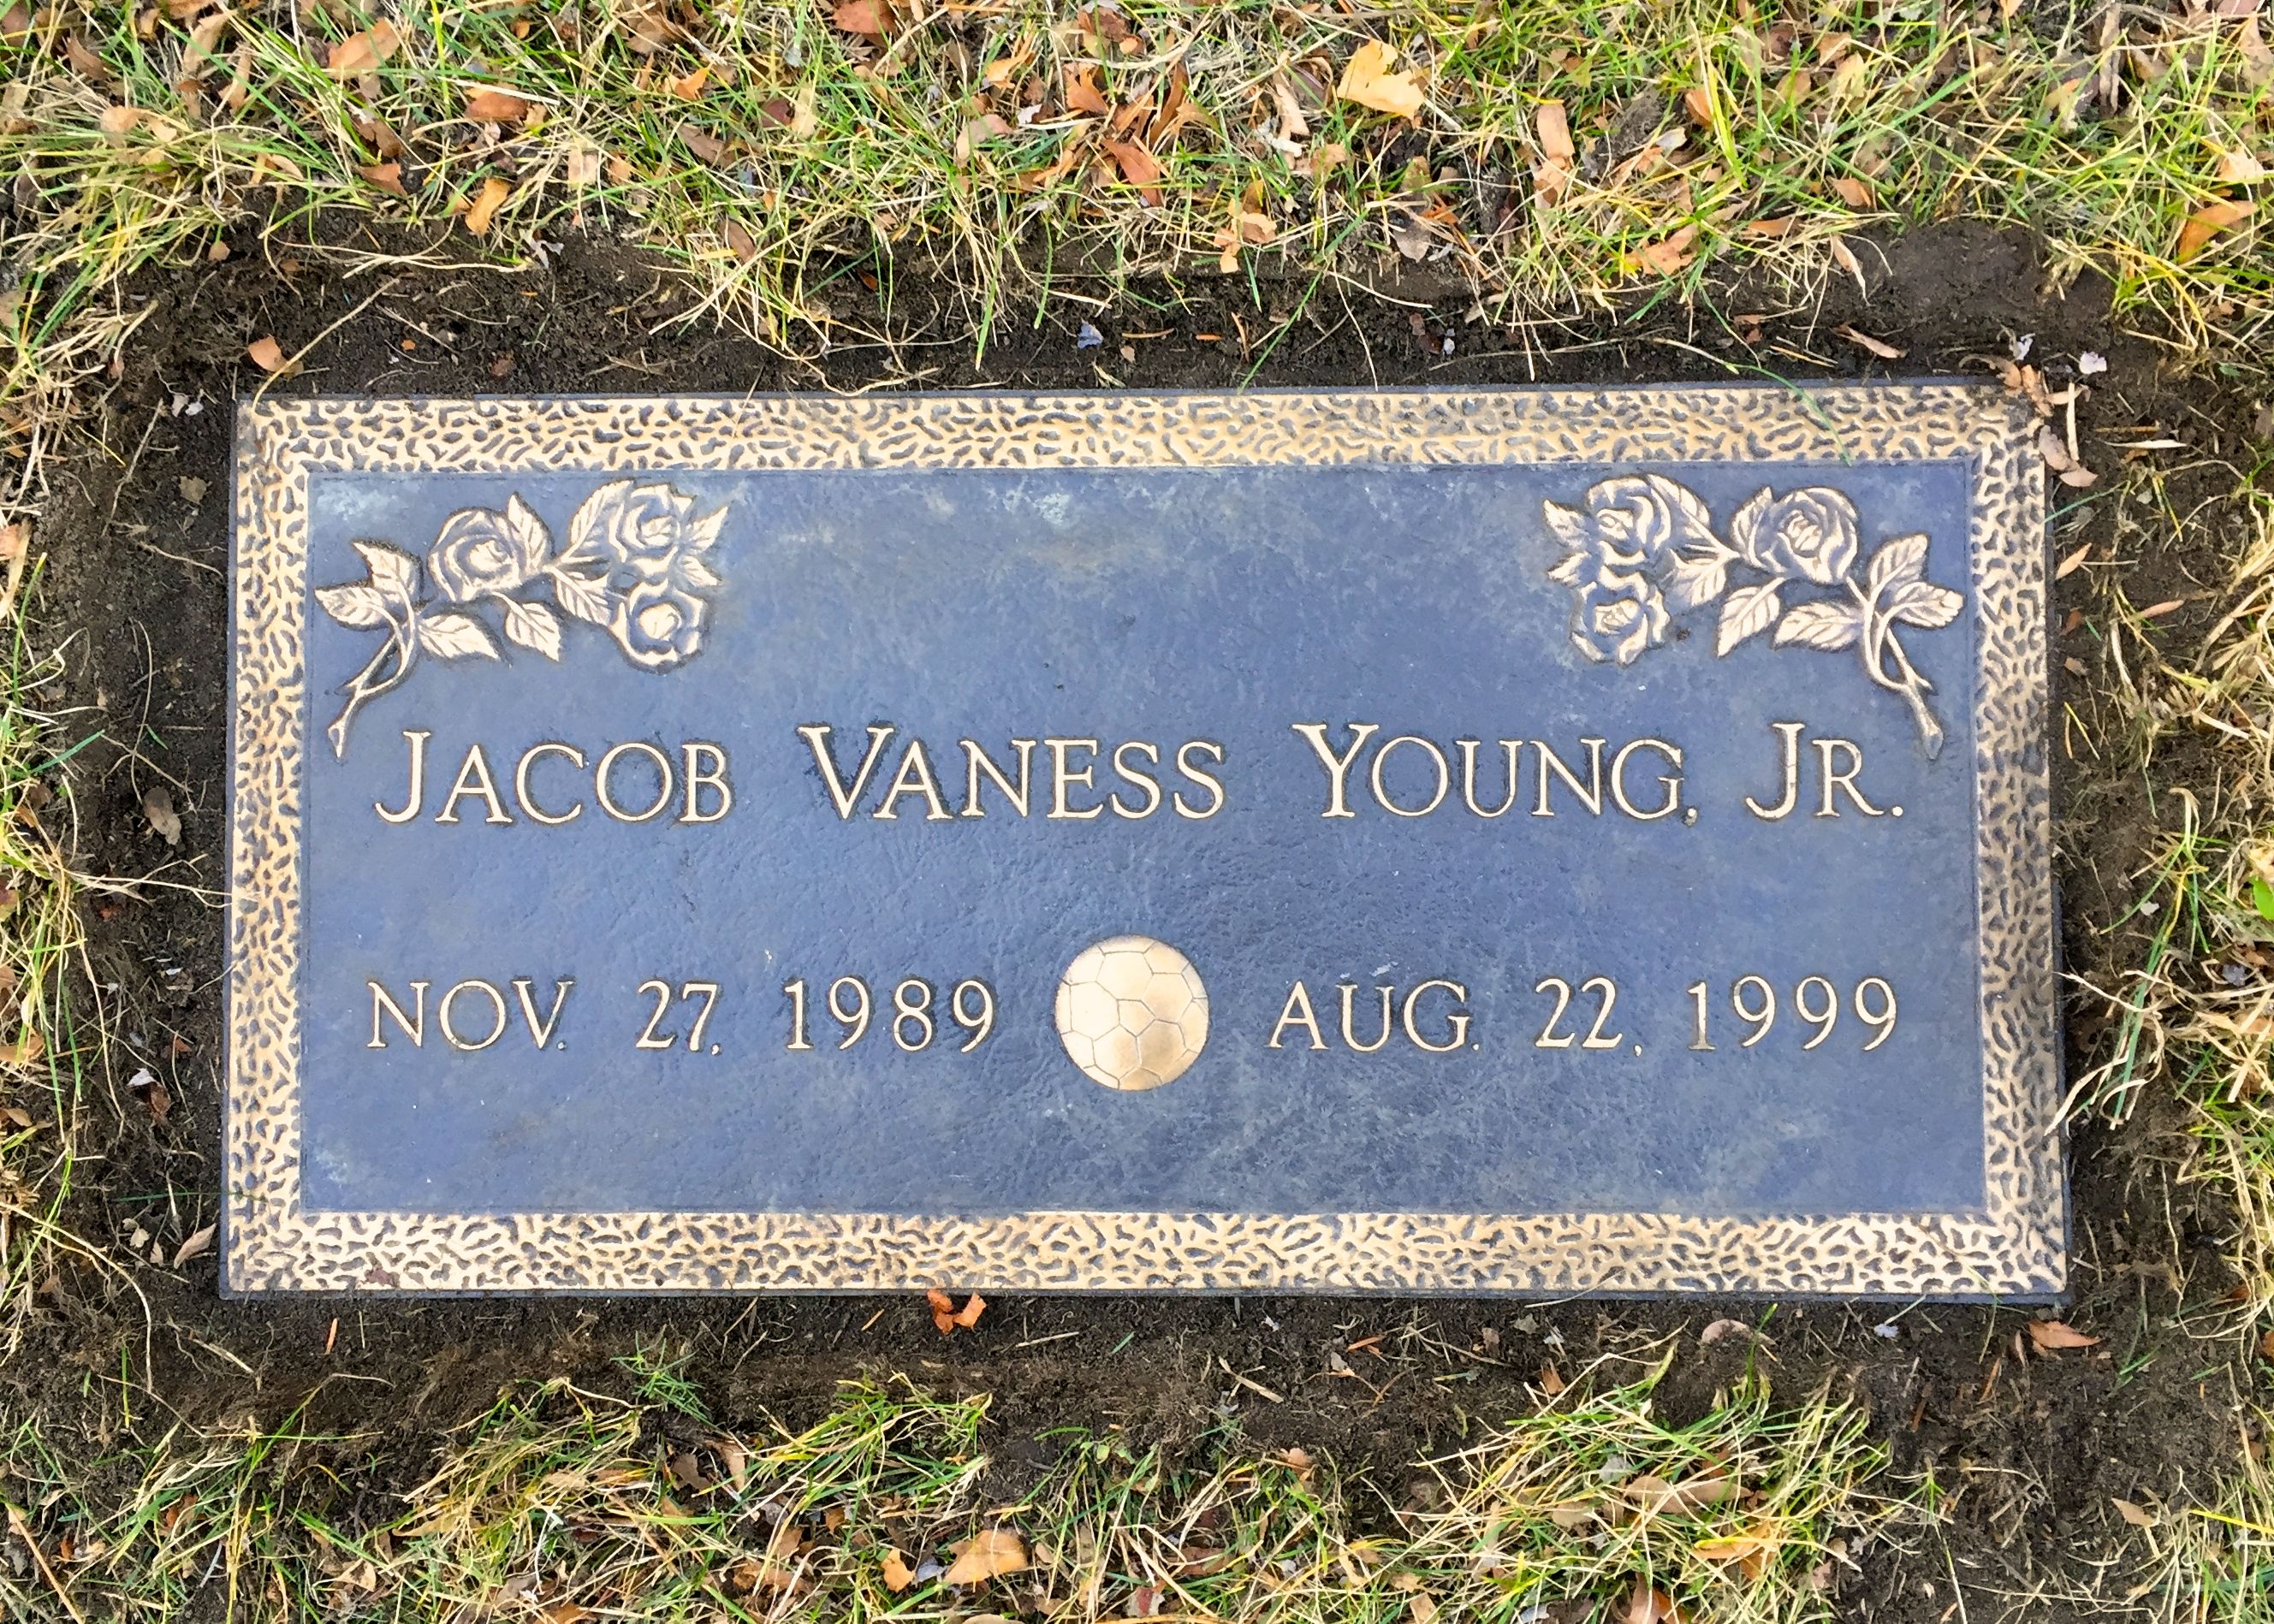 JACOB VANESS YOUNG, JR.
NOV. 27, 1989 AUG. 22, 1999